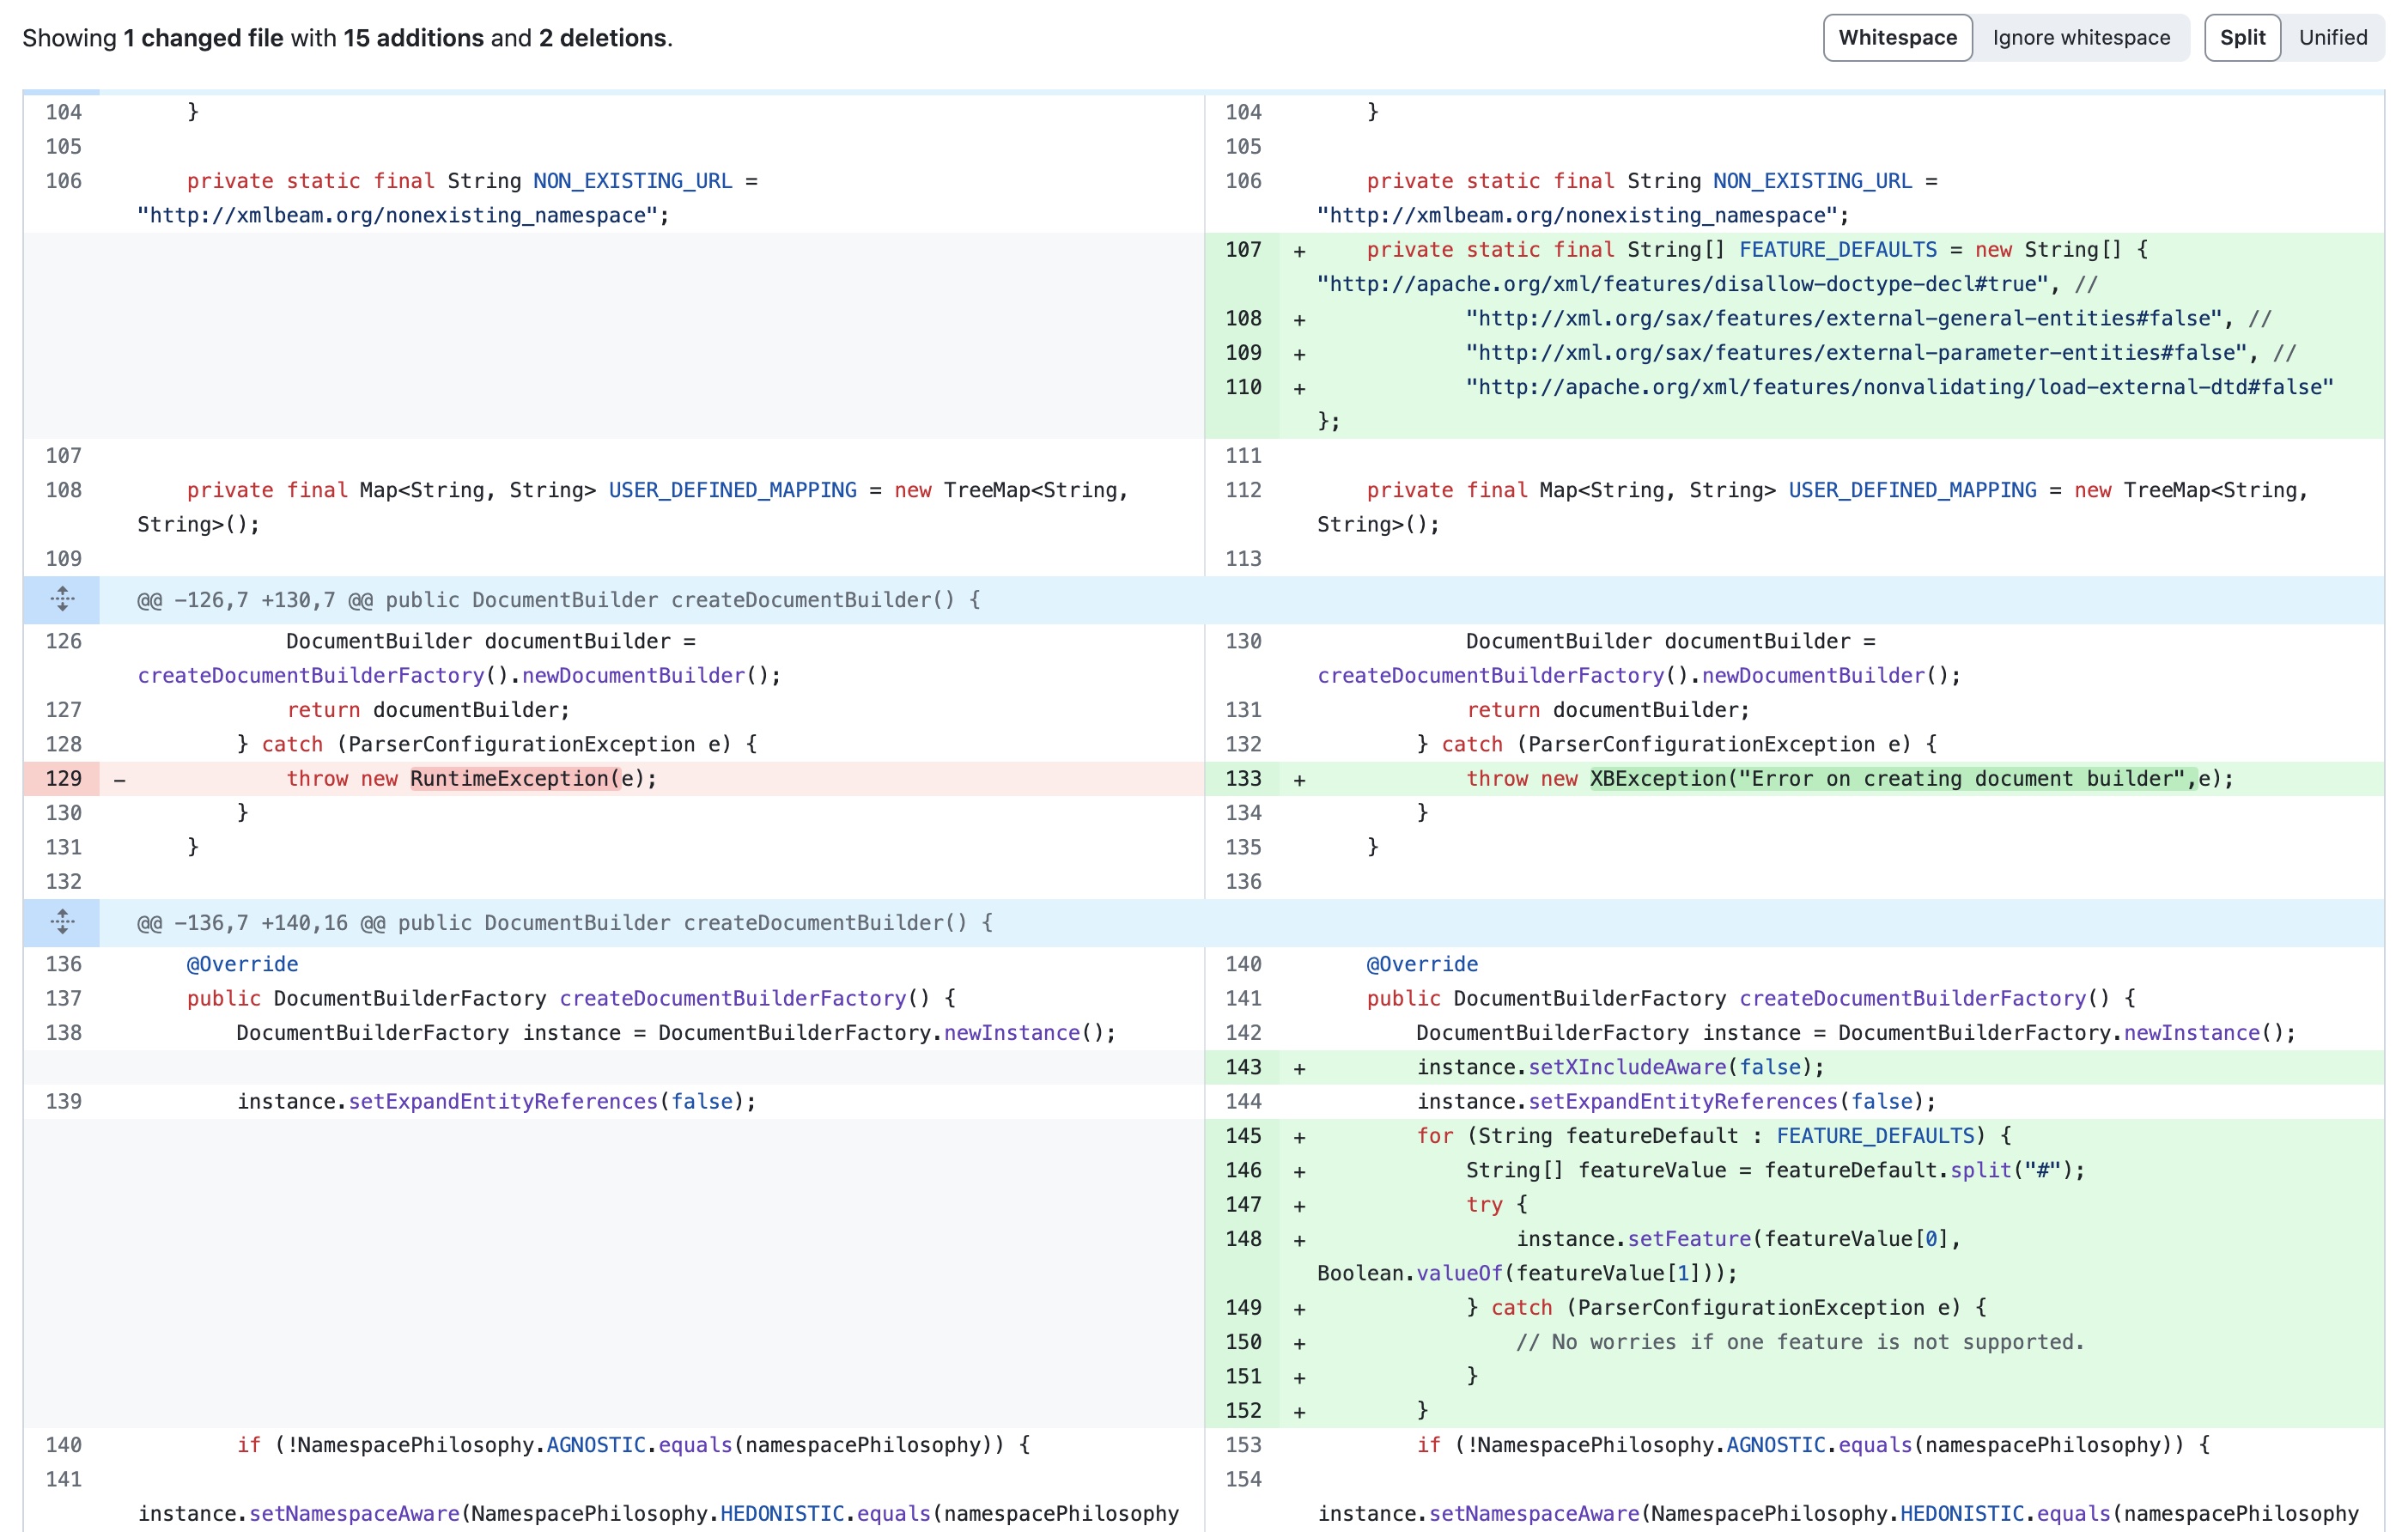 Showing 1 changed file with 15 additions and 2 deletions.
Whitespace Ignore whitespace Split Unified
104 } 104 }
105 105
106 private static final String NON_EXISTING_URL = 106 private static final String NON_EXISTING_URL =
"http://xmlbeam.org/nonexisting_namespace"; "http://xmlbeam.org/nonexisting_namespace";
107 + private static final String[] FEATURE_DEFAULTS = new String[] {
"http://apache.org/xml/features/disallow-doctype-decl#true", //
108 + "http://xml.org/sax/features/external-general-entities#false", //
109 + "http://xml.org/sax/features/external-parameter-entities#false", //
110 + "http://apache.org/xml/features/nonvalidating/load-external-dtd#false"
};
107 111
108 private final Map<String, String> USER_DEFINED_MAPPING = new TreeMap<String, 112 private final Map<String, String> USER_DEFINED_MAPPING = new TreeMap<String,
String>(); String>();
109 113
@@ -126,7 +130,7 @@ public DocumentBuilder createDocumentBuilder() {
126 DocumentBuilder documentBuilder = 130 DocumentBuilder documentBuilder =
createDocumentBuilderFactory().newDocumentBuilder(); createDocumentBuilderFactory().newDocumentBuilder();
127 return documentBuilder; 131 return documentBuilder;
128 } catch (ParserConfigurationException e) { 132 } catch (ParserConfigurationException e) {
129 - throw new RuntimeException(e); 133 + throw new XBException("Error on creating document builder",e);
130 } 134 }
131 } 135 }
132 136
@@ -136,7 +140,16 @@ public DocumentBuilder createDocumentBuilder() {
136 @Override 140 @Override
137 public DocumentBuilderFactory createDocumentBuilderFactory() { 141 public DocumentBuilderFactory createDocumentBuilderFactory() {
138 DocumentBuilderFactory instance = DocumentBuilderFactory.newInstance(); 142 DocumentBuilderFactory instance = DocumentBuilderFactory.newInstance();
143 + instance.setXIncludeAware(false);
139 instance.setExpandEntityReferences(false); 144 instance.setExpandEntityReferences(false);
145 + for (String featureDefault : FEATURE_DEFAULTS) {
146 + String[] featureValue = featureDefault.split("#");
147 + try {
148 + instance.setFeature(featureValue[0],
Boolean.valueOf(featureValue[1]));
149 + } catch (ParserConfigurationException e) {
150 + // No worries if one feature is not supported.
151 + }
152 + }
140 if (!NamespacePhilosophy.AGNOSTIC.equals(namespacePhilosophy)) { 153 if (!NamespacePhilosophy.AGNOSTIC.equals(namespacePhilosophy)) {
141 154
instance.setNamespaceAware(NamespacePhilosophy.HEDONISTIC.equals(namespacePhilosophy instance.setNamespaceAware(NamespacePhilosophy.HEDONISTIC.equals(namespacePhilosophy